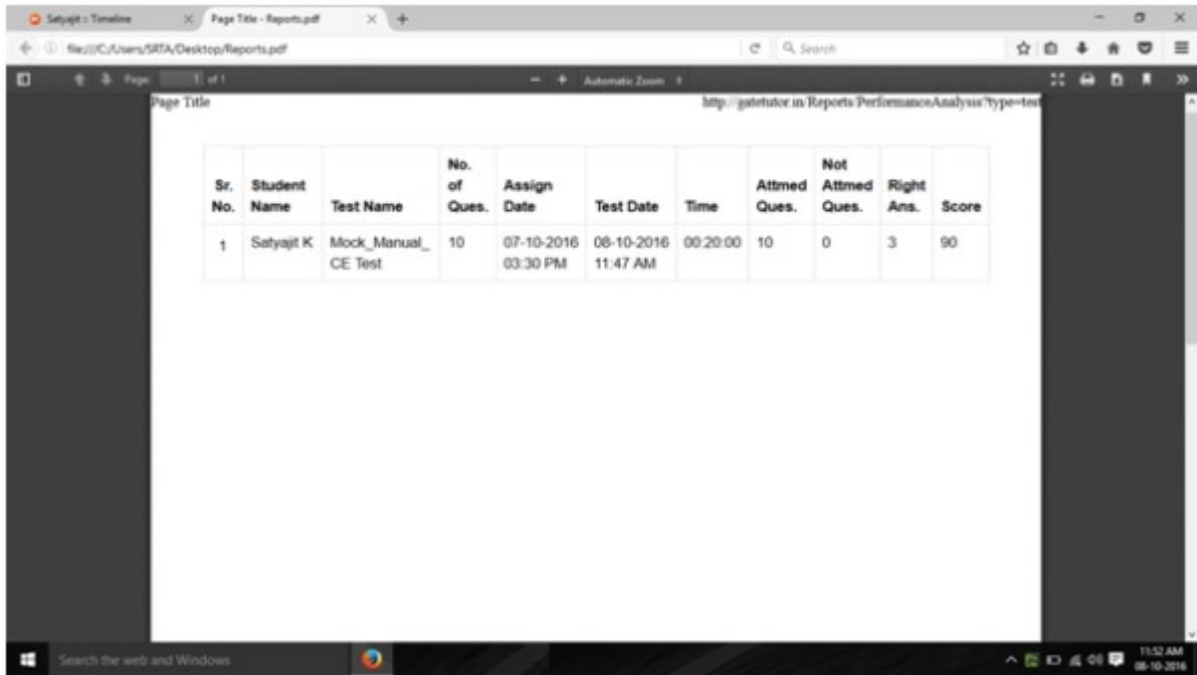 Satyajit :: Timeline
Page Title - Reports.pdf
file:///C:/Users/SRTA/Desktop/Reports.pdf
Search
Page: 1 of 1
Automatic Zoom
Page Title
http://gatetutor.in/Reports/PerformanceAnalysis?type=test
Sr. No.
Student Name
Test Name
No. of Ques.
Assign Date
Test Date
Time
Attmed Ques.
Not Attmed Ques.
Right Ans.
Score
1
Satyajit K
Mock_Manual_
CE Test
10
07-10-2016
03:30 PM
08-10-2016
11:47 AM
00:20:00
10
0
3
90
Search the web and Windows
11:52 AM
08-10-2016